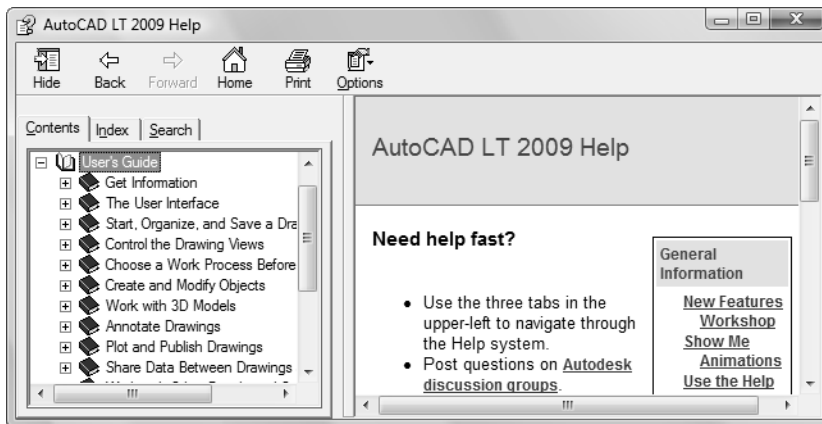 AutoCAD LT 2009 Help
Hide Back Forward Home Print Options
Contents Index Search
User's Guide
Get Information
The User Interface
Start, Organize, and Save a Dra
Control the Drawing Views
Choose a Work Process Before
Create and Modify Objects
Work with 3D Models
Annotate Drawings
Plot and Publish Drawings
Share Data Between Drawings
AutoCAD LT 2009 Help
Need help fast?
• Use the three tabs in the
upper-left to navigate through
the Help system.
• Post questions on Autodesk
discussion groups.
General
Information
New Features
Workshop
Show Me
Animations
Use the Help